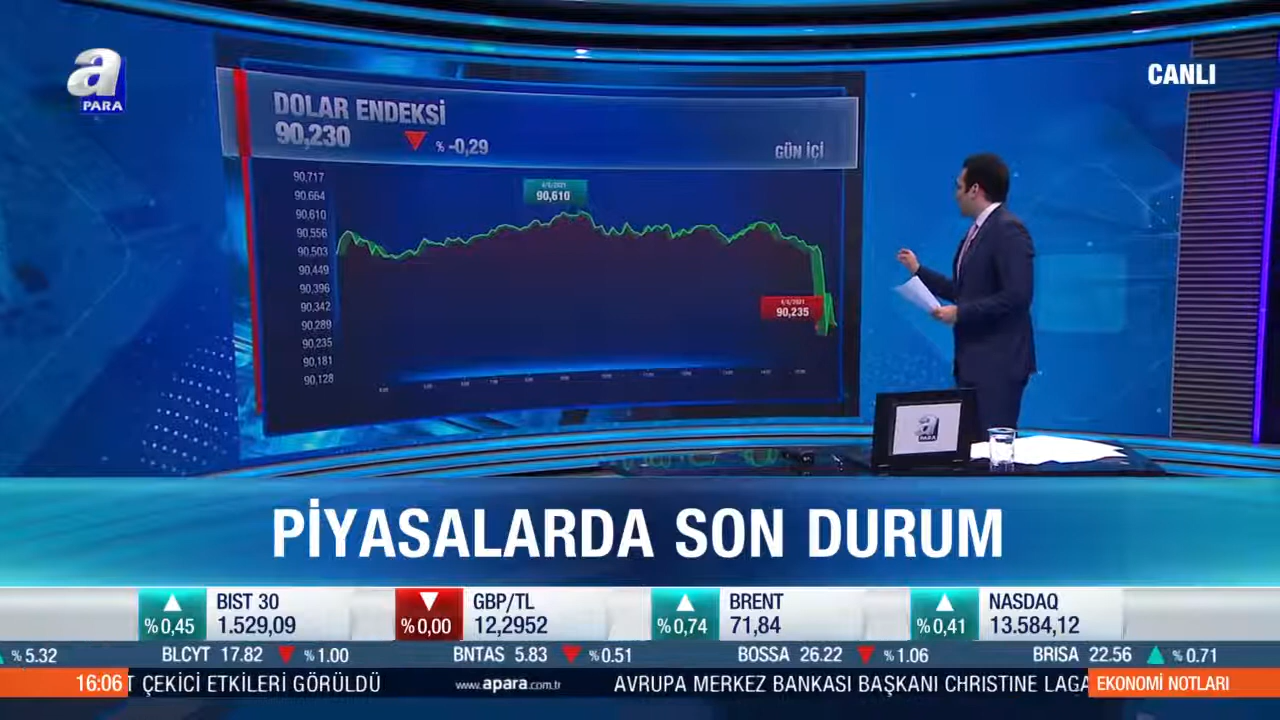 a
PARA
CANLI
DOLAR ENDEKSİ
90,230
% -0,29
GÜN İÇİ
90,717
90.664
90,610
90,556
90,503
90,449
90,396
90,342
90,289
90,235
90,181
90,128
90,610
90,235
a
PARA
PİYASALARDA SON DURUM
%0,45
BIST 30
1.529,09
%0,00
GBP/TL
12,2952
%0,74
BRENT
71,84
%0,41
NASDAQ
13.584,12
%5.32 BLCYT 17.82 %1.00 BNTAS 5.83 %0.51 BOSSA 26.22 %1.06 BRISA 22.56 %0.71
16:06 T ÇEKİCİ ETKİLERİ GÖRÜLDÜ www.apara.com.tr AVRUPA MERKEZ BANKASI BAŞKANI CHRISTINE LAGA EKONOMİ NOTLARI